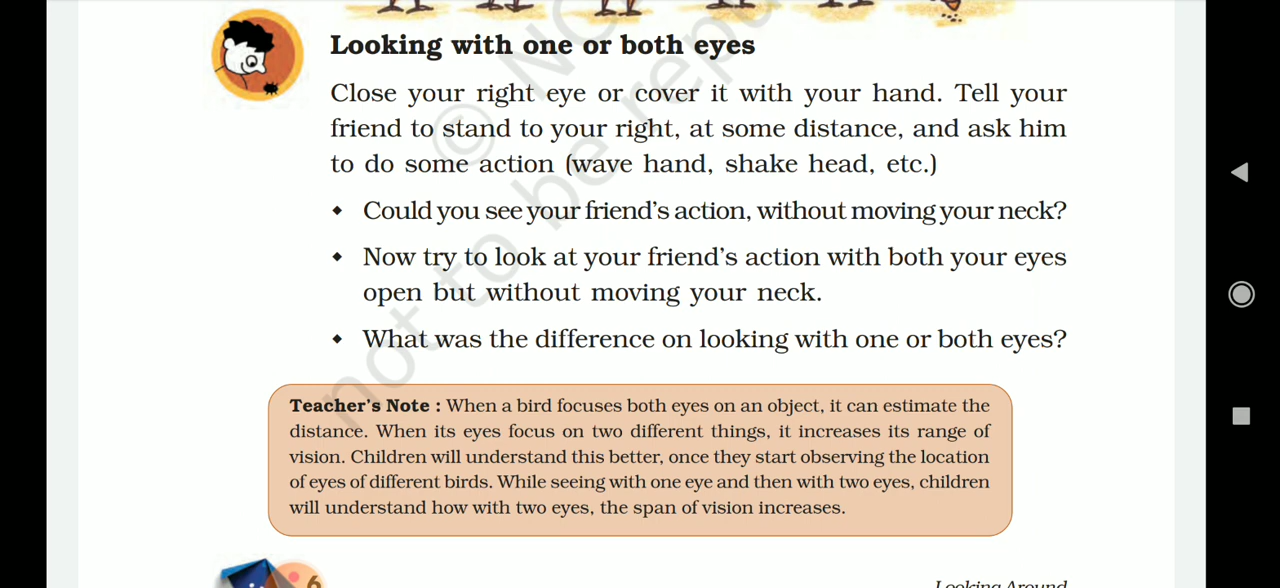 Looking with one or both eyes
Close your right eye or cover it with your hand. Tell your
friend to stand to your right, at some distance, and ask him
to do some action (wave hand, shake head, etc.)
◆ Could you see your friend's action, without moving your neck?
◆ Now try to look at your friend's action with both your eyes
open but without moving your neck.
◆ What was the difference on looking with one or both eyes?
Teacher's Note : When a bird focuses both eyes on an object, it can estimate the
distance. When its eyes focus on two different things, it increases its range of
vision. Children will understand this better, once they start observing the location
of eyes of different birds. While seeing with one eye and then with two eyes, children
will understand how with two eyes, the span of vision increases.
6
Looking Around
© NC
not to be repu